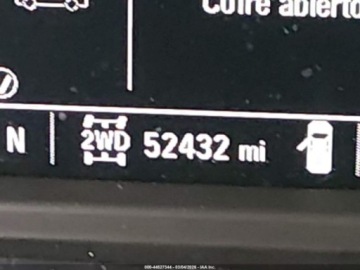 Cofre abierto
N 2WD 52432 mi